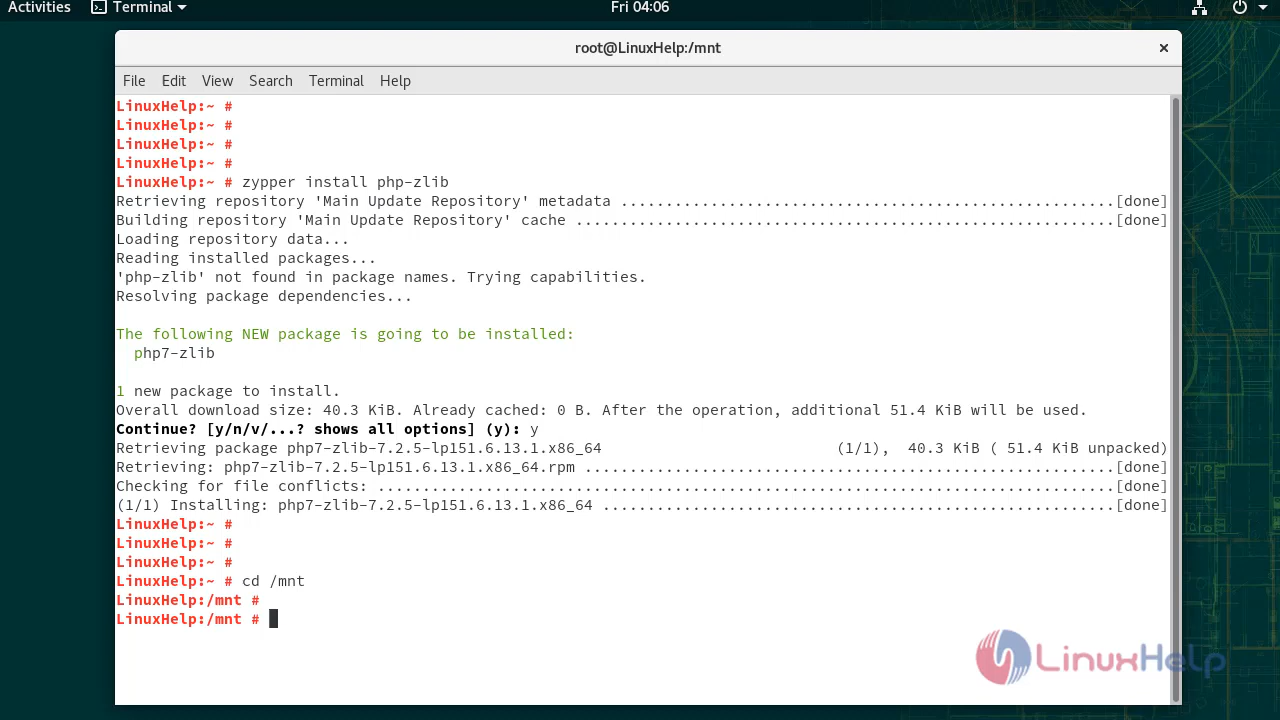 Activities Terminal Fri 04:06
root@LinuxHelp:/mnt ×
File Edit View Search Terminal Help
LinuxHelp:~ #
LinuxHelp:~ #
LinuxHelp:~ #
LinuxHelp:~ #
LinuxHelp:~ # zypper install php-zlib
Retrieving repository 'Main Update Repository' metadata .......................................................[done]
Building repository 'Main Update Repository' cache ............................................................[done]
Loading repository data...
Reading installed packages...
'php-zlib' not found in package names. Trying capabilities.
Resolving package dependencies...
The following NEW package is going to be installed:
php7-zlib
1 new package to install.
Overall download size: 40.3 KiB. Already cached: 0 B. After the operation, additional 51.4 KiB will be used.
Continue? [y/n/v/...? shows all options] (y): y
Retrieving package php7-zlib-7.2.5-lp151.6.13.1.x86_64 (1/1), 40.3 KiB ( 51.4 KiB unpacked)
Retrieving: php7-zlib-7.2.5-lp151.6.13.1.x86_64.rpm ...........................................................[done]
Checking for file conflicts: ..................................................................................[done]
(1/1) Installing: php7-zlib-7.2.5-lp151.6.13.1.x86_64 .........................................................[done]
LinuxHelp:~ #
LinuxHelp:~ #
LinuxHelp:~ #
LinuxHelp:~ # cd /mnt
LinuxHelp:/mnt #
LinuxHelp:/mnt #
LinuxHelp